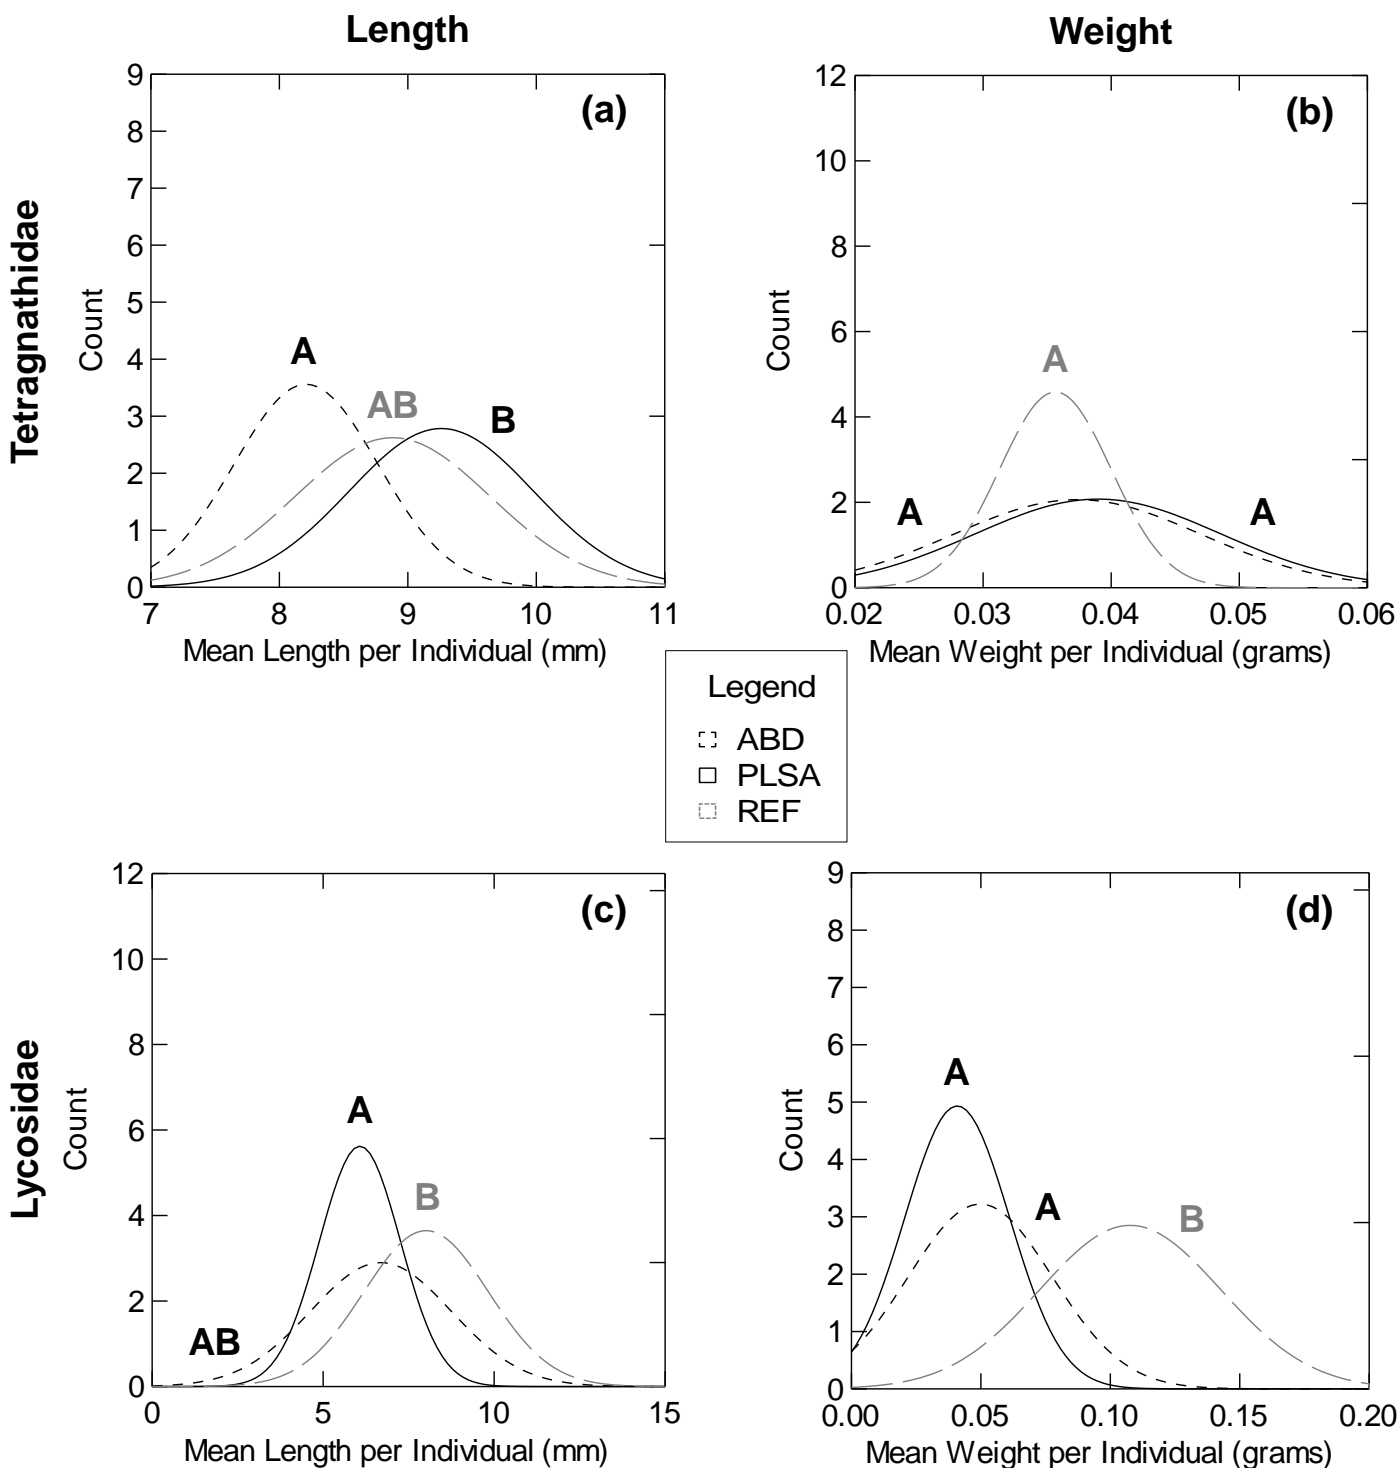 Length
Weight
Tetragnathidae
Lycosidae
(a)
Count
9
8
7
6
5
4
3
2
1
0
A
AB
B
7 8 9 10 11
Mean Length per Individual (mm)
(b)
Count
12
10
8
6
4
2
0
A
A
A
0.02 0.03 0.04 0.05 0.06
Mean Weight per Individual (grams)
Legend
ABD
PLSA
REF
(c)
Count
12
10
8
6
4
2
0
A
B
AB
0 5 10 15
Mean Length per Individual (mm)
(d)
Count
9
8
7
6
5
4
3
2
1
0
A
A
B
0.00 0.05 0.10 0.15 0.20
Mean Weight per Individual (grams)